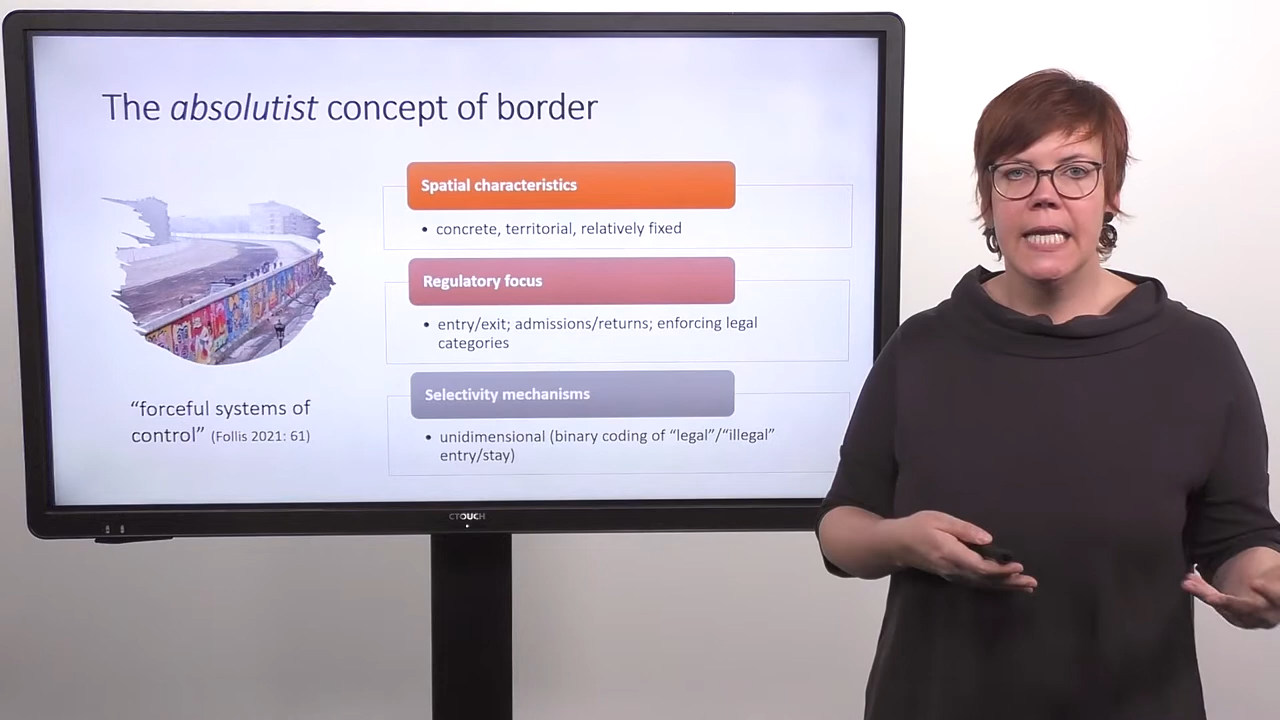 The absolutist concept of border
Spatial characteristics
• concrete, territorial, relatively fixed
Regulatory focus
• entry/exit; admissions/returns; enforcing legal
categories
Selectivity mechanisms
• unidimensional (binary coding of “legal”/“illegal”
entry/stay)
“forceful systems of
control” (Follis 2021: 61)
CTOUCH